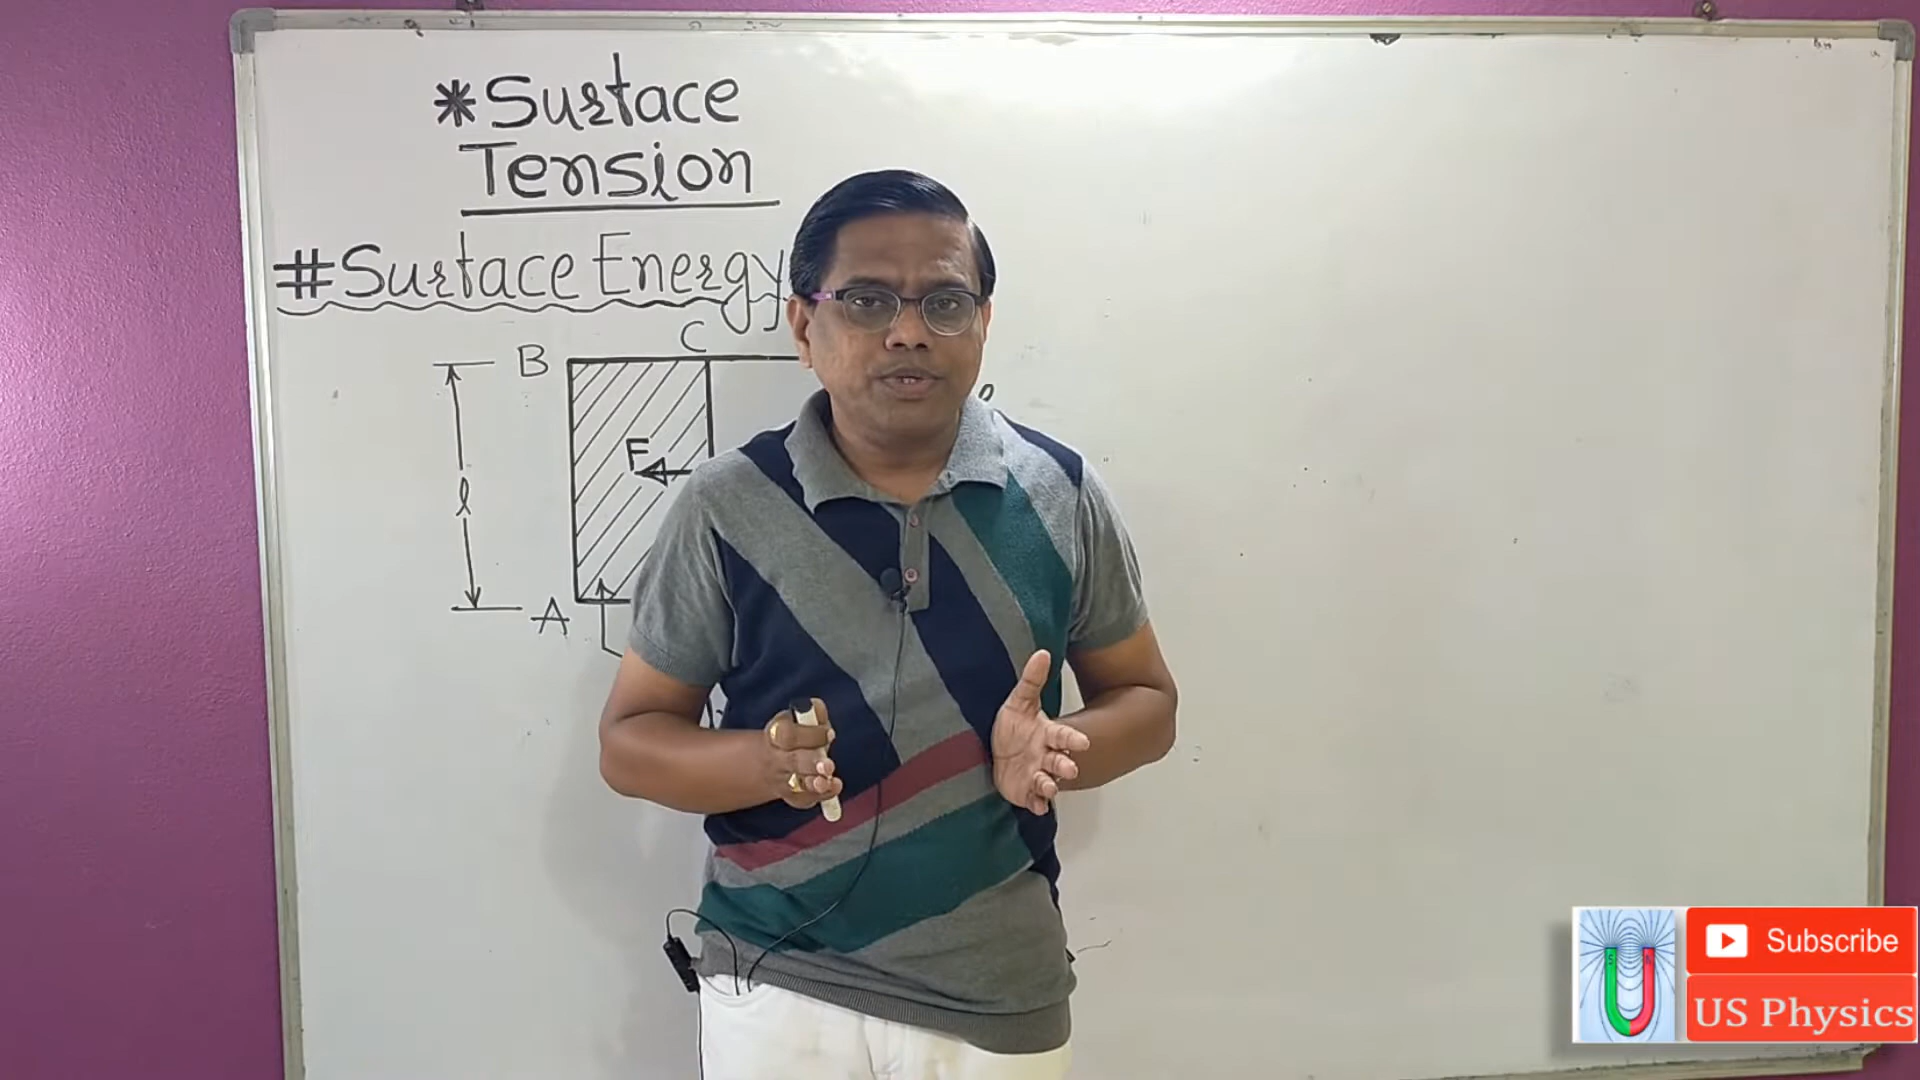 *Surface
Tension
#Surface Energy
B
C
F
l
A
Subscribe
US Physics